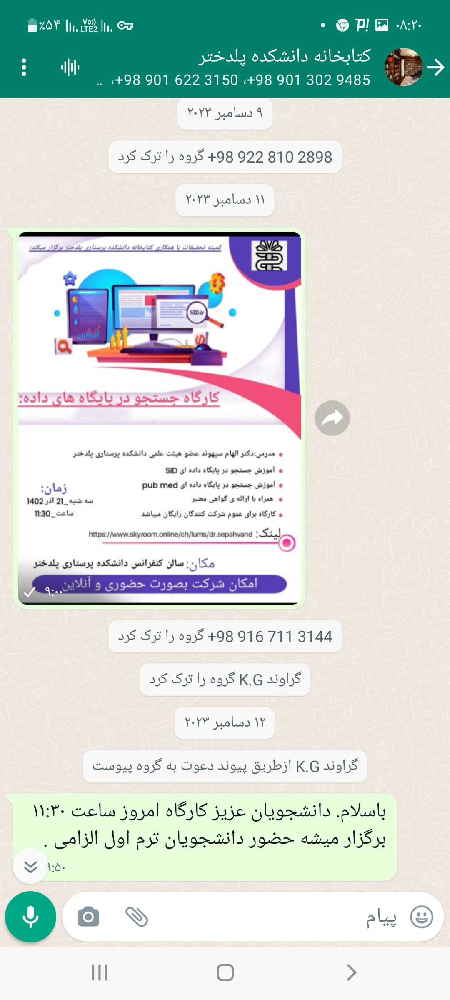 ٪۵۴ Vo)) LTE2 P! ۰۸:۲۰
کتابخانه دانشکده پلدختر
+98 901 622 3150 ،+98 901 302 9485، ..
۹ دسامبر ۲۰۲۳
+98 922 810 2898 گروه را ترک کرد
۱۱ دسامبر ۲۰۲۳
کمیته تحقیقات با همکاری کتابخانه دانشکده پرستاری پلدختر برگزار میکند:
SID.ir
کارگاه جستجو در پایگاه های داده:
مدرس:دکتر الهام سپهوند عضو هیئت علمی دانشکده پرستاری پلدختر
آموزش جستجو در پایگاه داده ای SID
آموزش جستجو در پایگاه داده ای pub med
همراه با ارائه ی گواهی معتبر
کارگاه برای عموم شرکت کنندگان رایگان میباشد
زمان:
سه شنبه_21 آذر 1402
ساعت_11:30
لینک: https://www.skyroom.online/ch/lums/dr.sepahvand
مکان: سالن کنفرانس دانشکده پرستاری پلدختر
امکان شرکت بصورت حضوری و آنلاین
۹:۰۰
+98 916 711 3144 گروه را ترک کرد
گراوند K.G گروه را ترک کرد
۱۲ دسامبر ۲۰۲۳
گراوند K.G ازطریق پیوند دعوت به گروه پیوست
باسلام. دانشجویان عزیز کارگاه امروز ساعت ۱۱:۳۰
برگزار میشه حضور دانشجویان ترم اول الزامی .
۹:۵۰
پیام